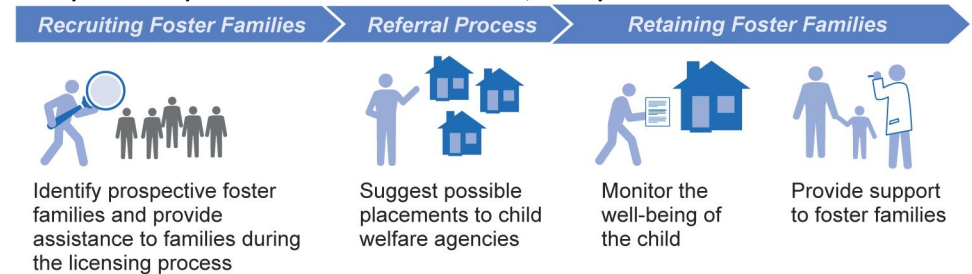 Recruiting Foster Families
Referral Process
Retaining Foster Families
Identify prospective foster
families and provide
assistance to families during
the licensing process
Suggest possible
placements to child
welfare agencies
Monitor the
well-being of
the child
Provide support
to foster families